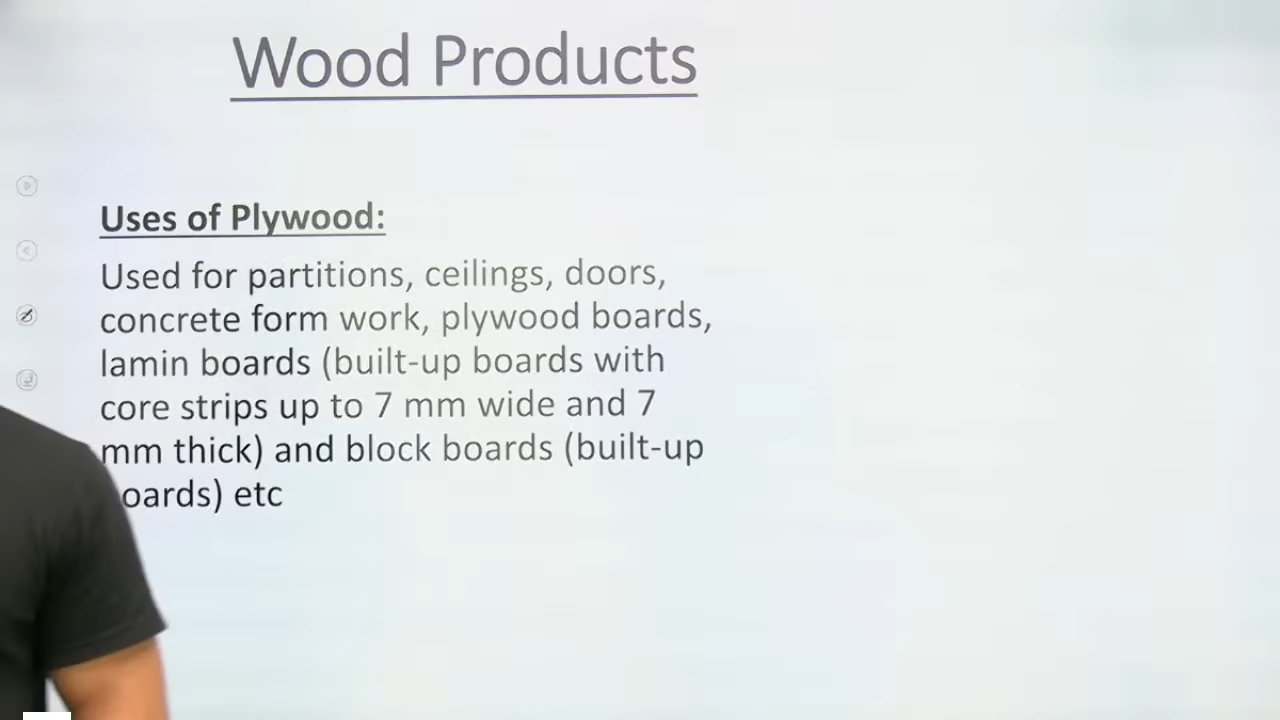 Wood Products
Uses of Plywood:
Used for partitions, ceilings, doors,
concrete form work, plywood boards,
lamin boards (built-up boards with
core strips up to 7 mm wide and 7
mm thick) and block boards (built-up
oards) etc